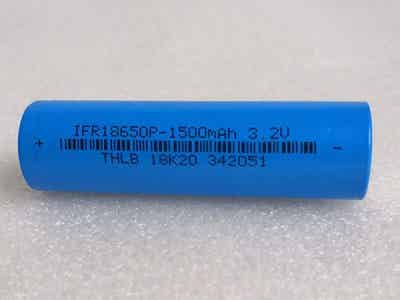 IFR18650P-1500mAh 3.2V
+ -
THLB 18K20 342051